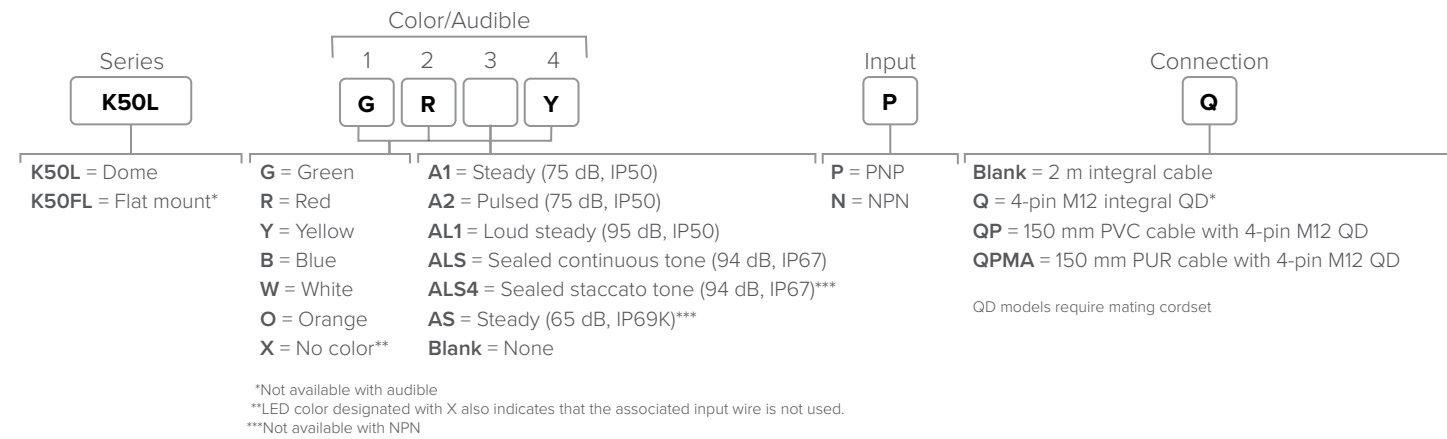 Color/Audible
Series
1 2 3 4
Input
Connection
K50L
G R Y
P
Q
K50L = Dome
K50FL = Flat mount*
G = Green
R = Red
Y = Yellow
B = Blue
W = White
O = Orange
X = No color**
A1 = Steady (75 dB, IP50)
A2 = Pulsed (75 dB, IP50)
AL1 = Loud steady (95 dB, IP50)
ALS = Sealed continuous tone (94 dB, IP67)
ALS4 = Sealed staccato tone (94 dB, IP67)***
AS = Steady (65 dB, IP69K)***
Blank = None
P = PNP
N = NPN
Blank = 2 m integral cable
Q = 4-pin M12 integral QD*
QP = 150 mm PVC cable with 4-pin M12 QD
QPMA = 150 mm PUR cable with 4-pin M12 QD
QD models require mating cordset
*Not available with audible
**LED color designated with X also indicates that the associated input wire is not used.
***Not available with NPN